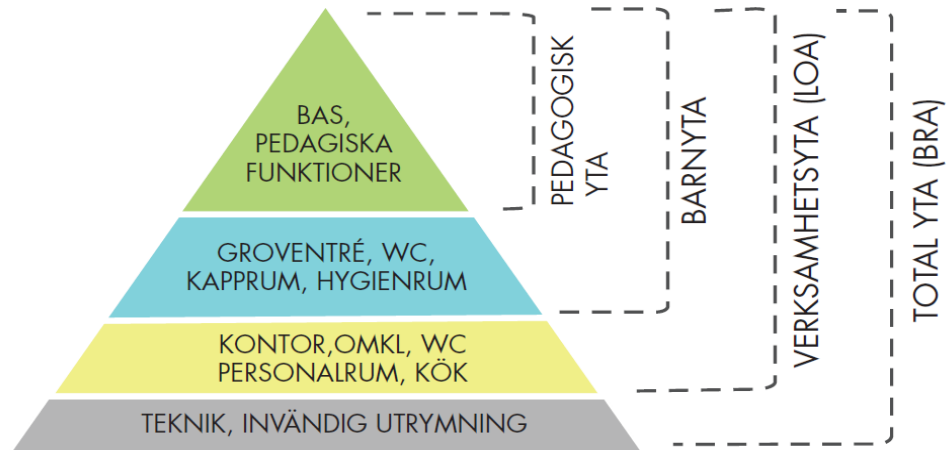 BAS,
PEDAGISKA
FUNKTIONER
GROVENTRÉ, WC,
KAPPRUM, HYGIENRUM
KONTOR,OMKL, WC
PERSONALRUM, KÖK
TEKNIK, INVÄNDIG UTRYMNING
PEDAGOGISK
YTA
BARNYTA
VERKSAMHETSYTA (LOA)
TOTAL YTA (BRA)